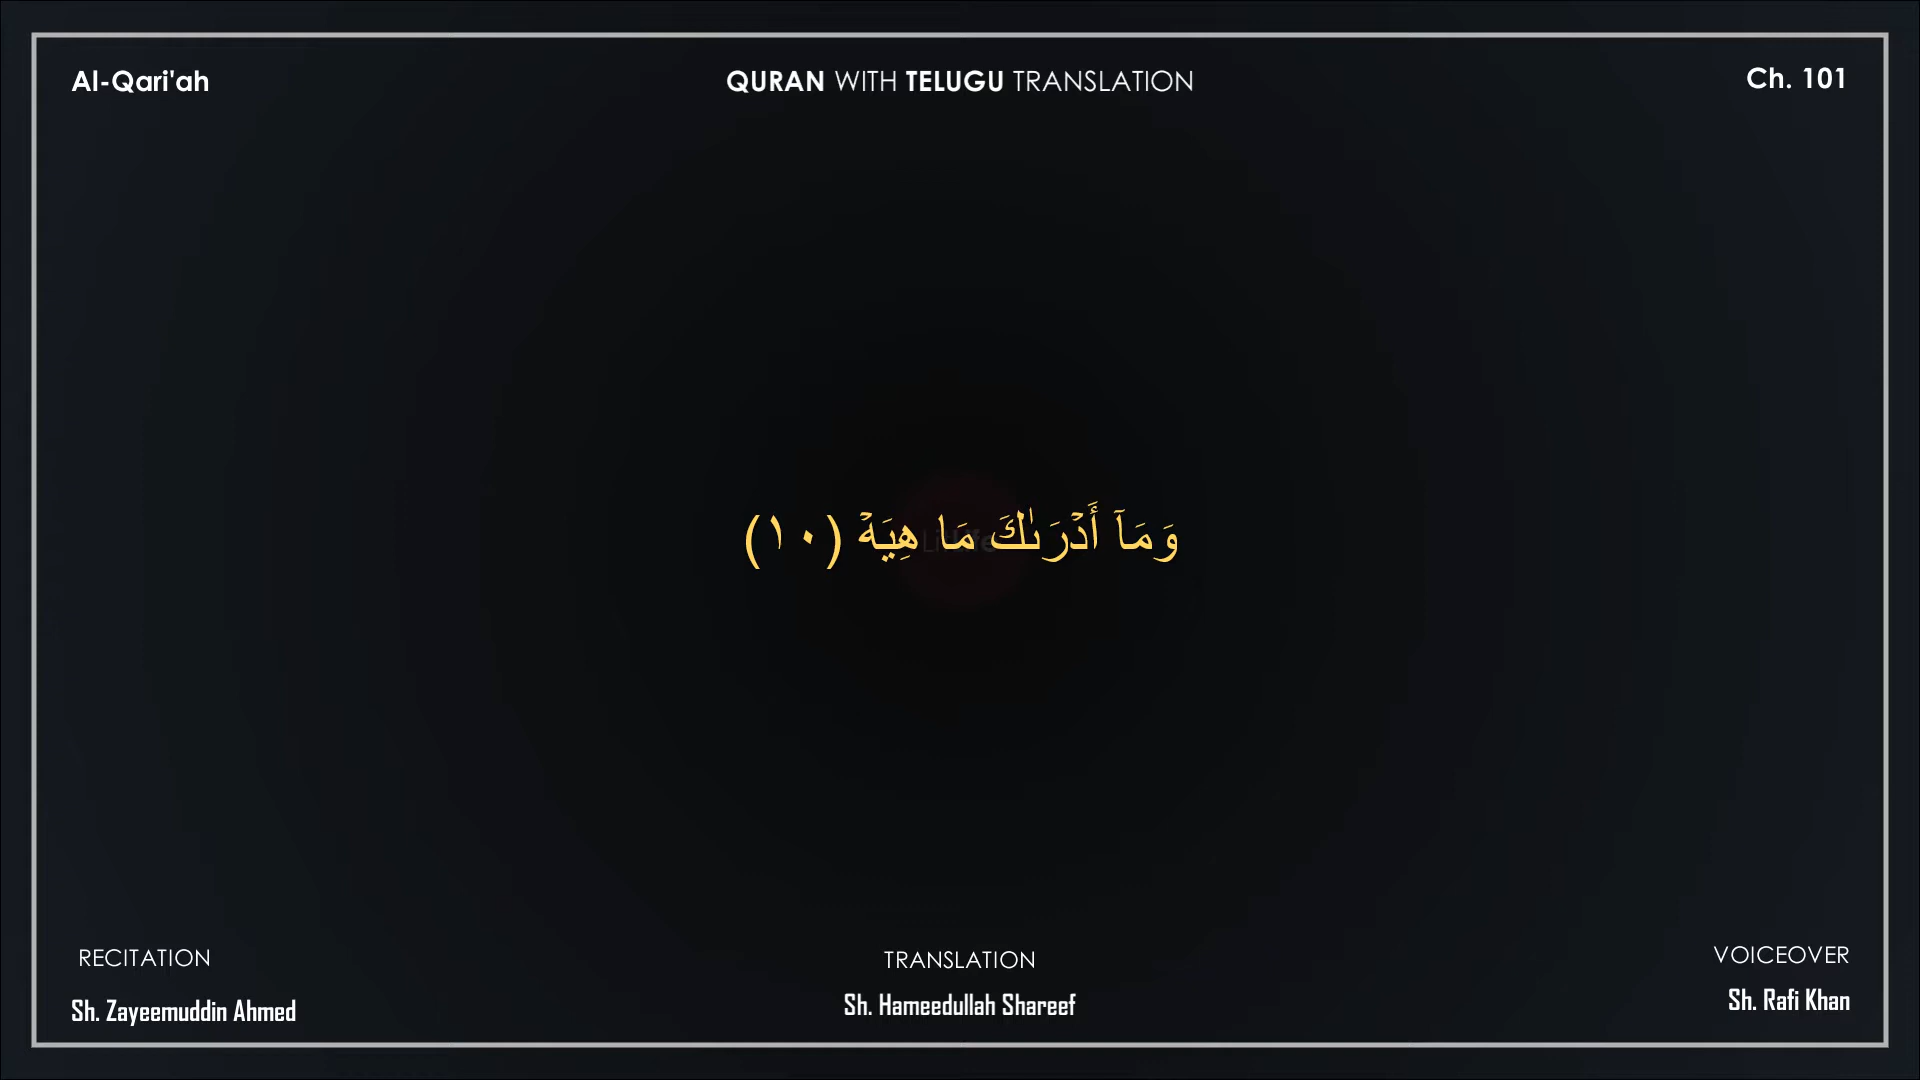 Al-Qari'ah
QURAN WITH TELUGU TRANSLATION
Ch. 101
وَمَآ أَدۡرَىٰكَ مَا هِيَهۡ (١٠)
RECITATION
Sh. Zayeemuddin Ahmed
TRANSLATION
Sh. Hameedullah Shareef
VOICEOVER
Sh. Rafi Khan